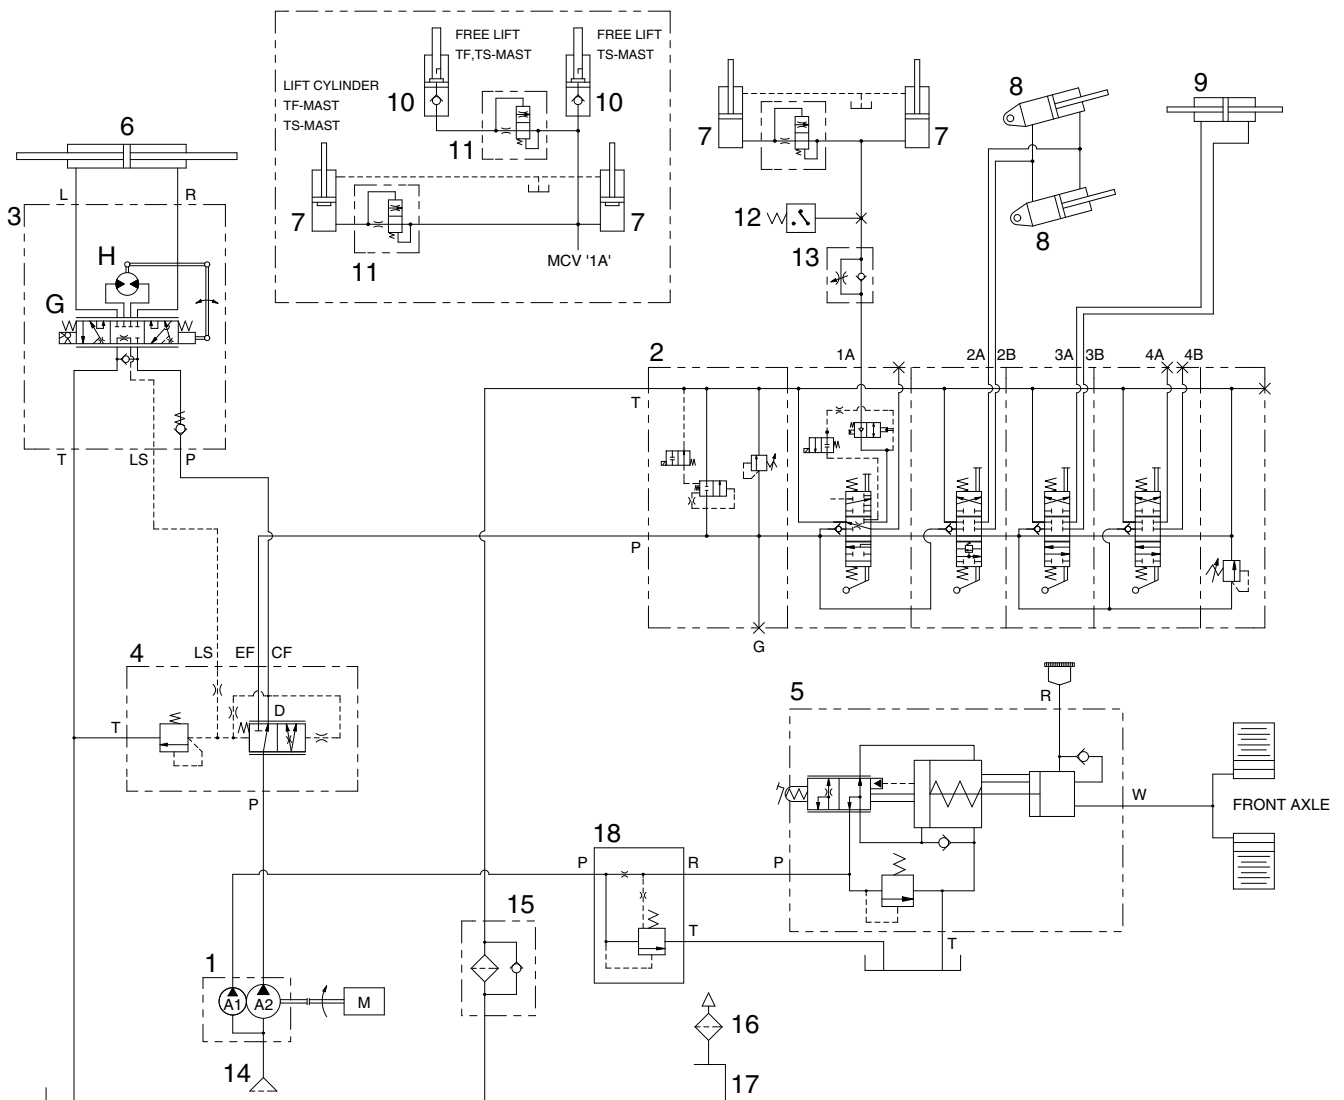 FREE LIFT
TF,TS-MAST
FREE LIFT
TS-MAST
LIFT CYLINDER
TF-MAST
TS-MAST
10
10
11
7
7
11
MCV '1A'
6
L
R
3
H
G
T
LS
P
7
7
12
13
8
8
9
2
1A
2A
2B
3A
3B
4A
4B
T
P
G
4
LS
EF
CF
D
T
P
5
R
W
FRONT AXLE
18
P
R
P
T
T
15
1
A1
A2
M
14
16
17